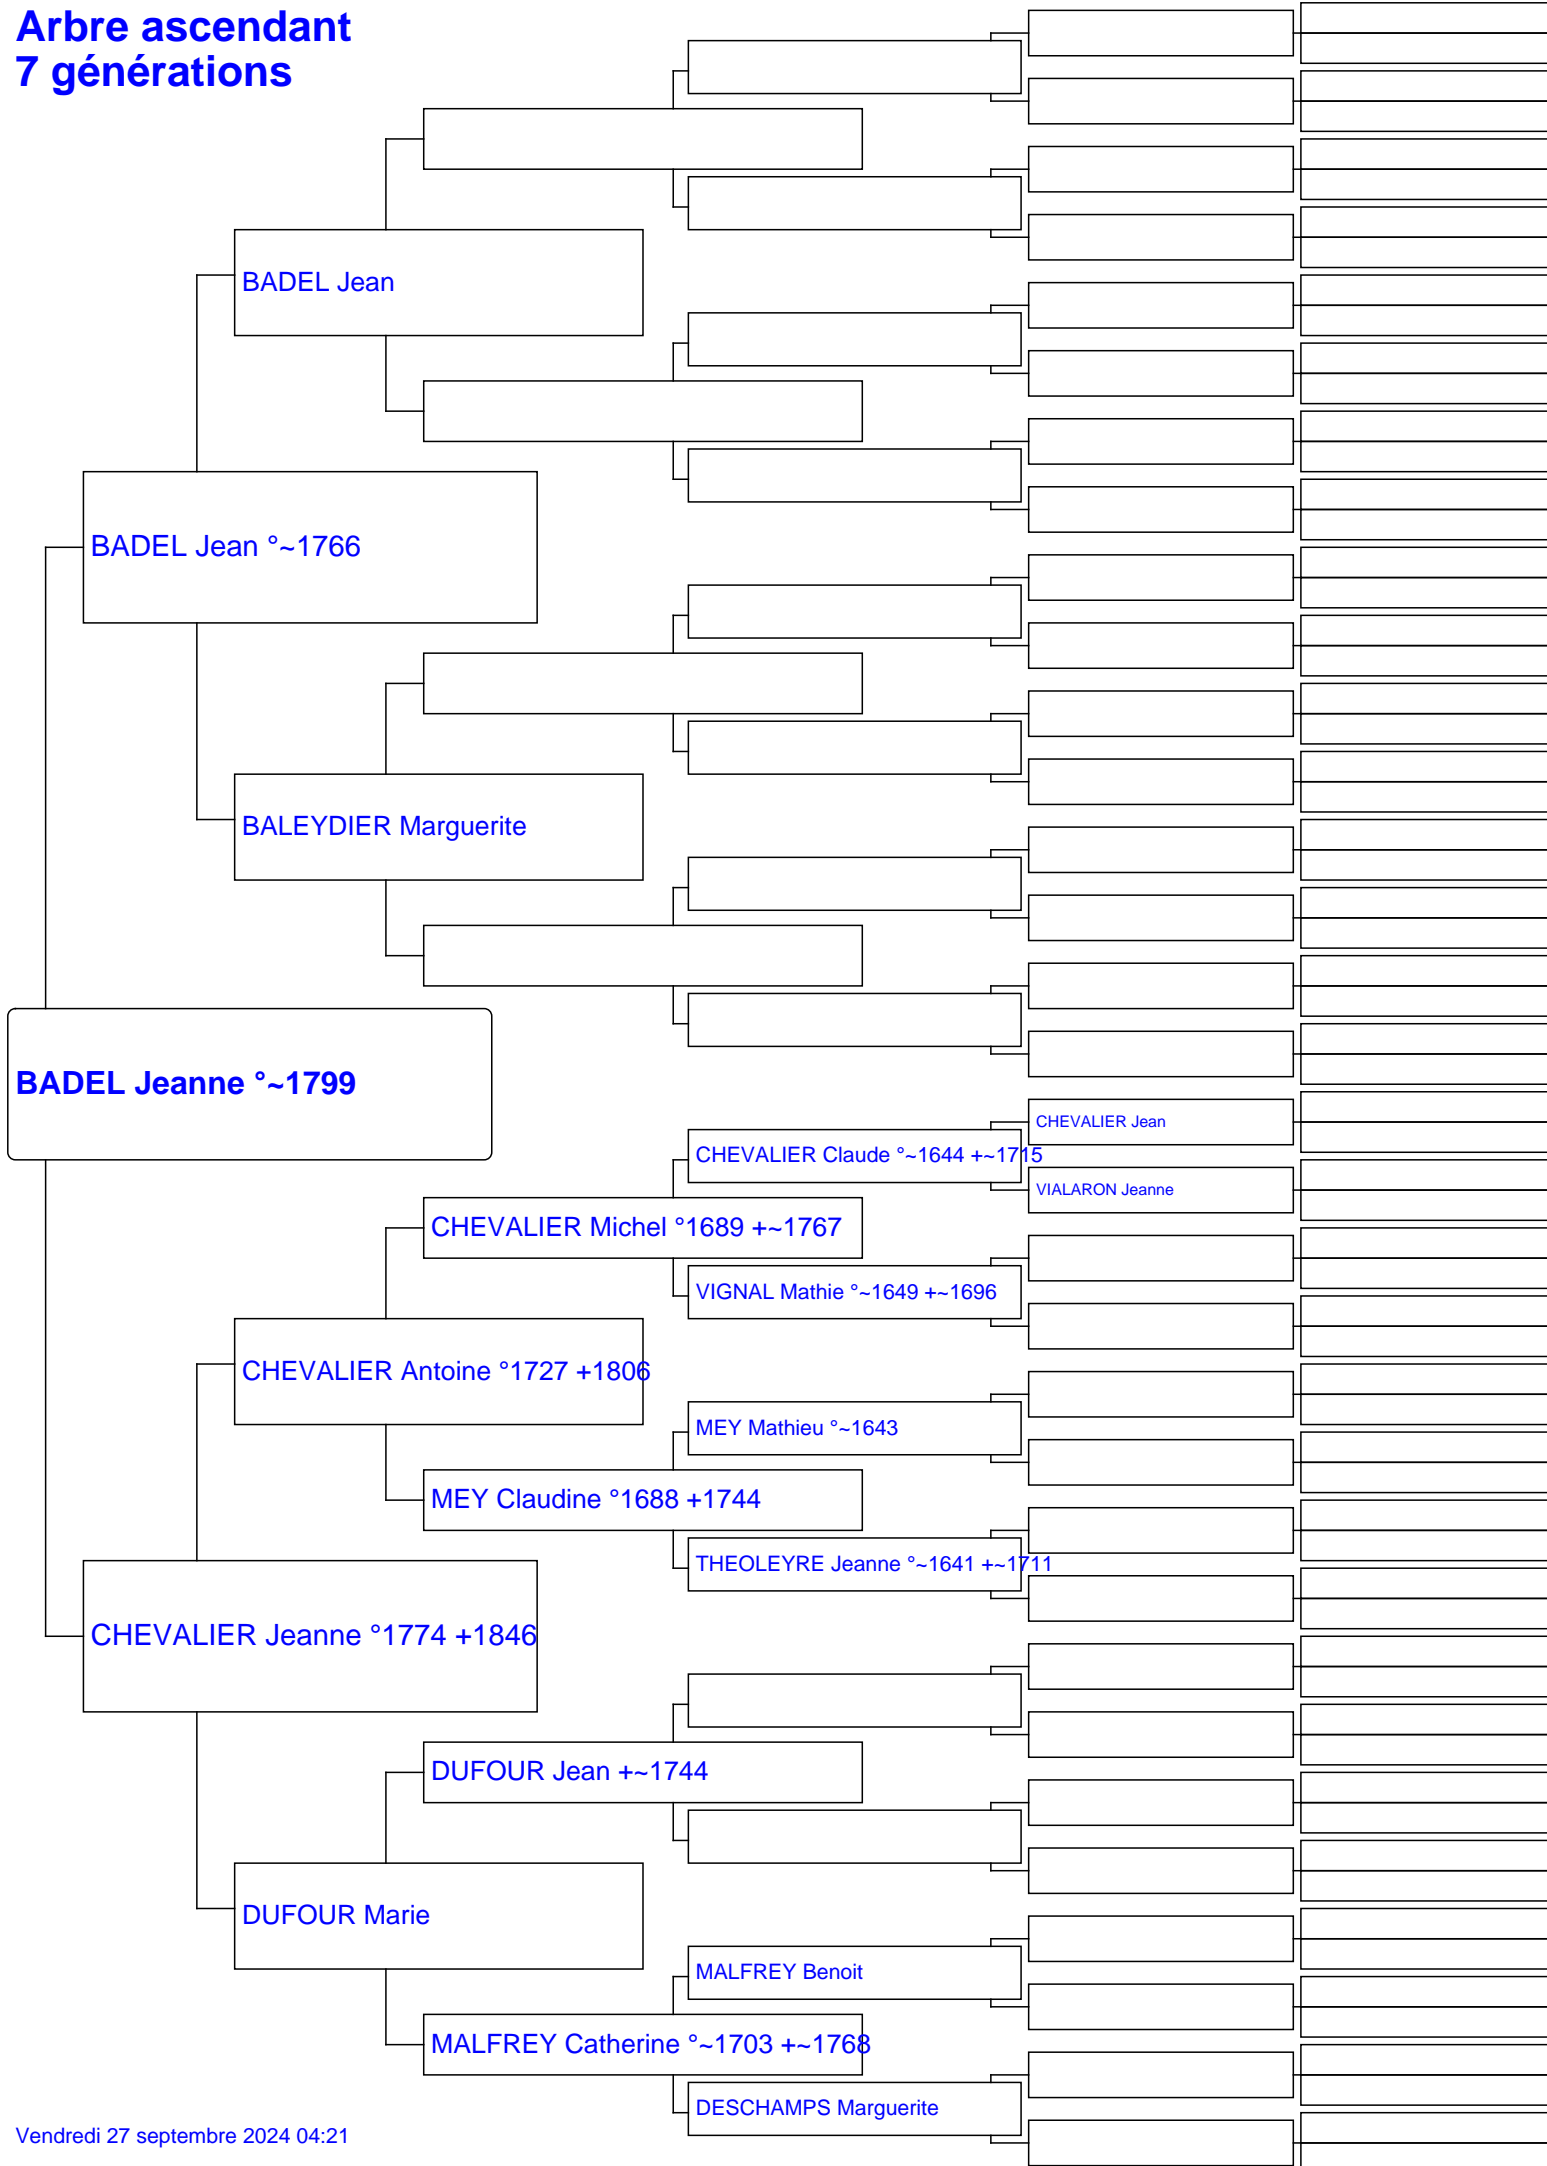 Arbre ascendant
7 générations
BADEL Jean
BADEL Jean °~1766
BALEYDIER Marguerite
BADEL Jeanne °~1799
CHEVALIER Jean
CHEVALIER Claude °~1644 +~1715
VIALARON Jeanne
CHEVALIER Michel °1689 +~1767
VIGNAL Mathie °~1649 +~1696
CHEVALIER Antoine °1727 +1806
MEY Mathieu °~1643
MEY Claudine °1688 +1744
THEOLEYRE Jeanne °~1641 +~1711
CHEVALIER Jeanne °1774 +1846
DUFOUR Jean +~1744
DUFOUR Marie
MALFREY Benoit
MALFREY Catherine °~1703 +~1768
DESCHAMPS Marguerite
Vendredi 27 septembre 2024 04:21